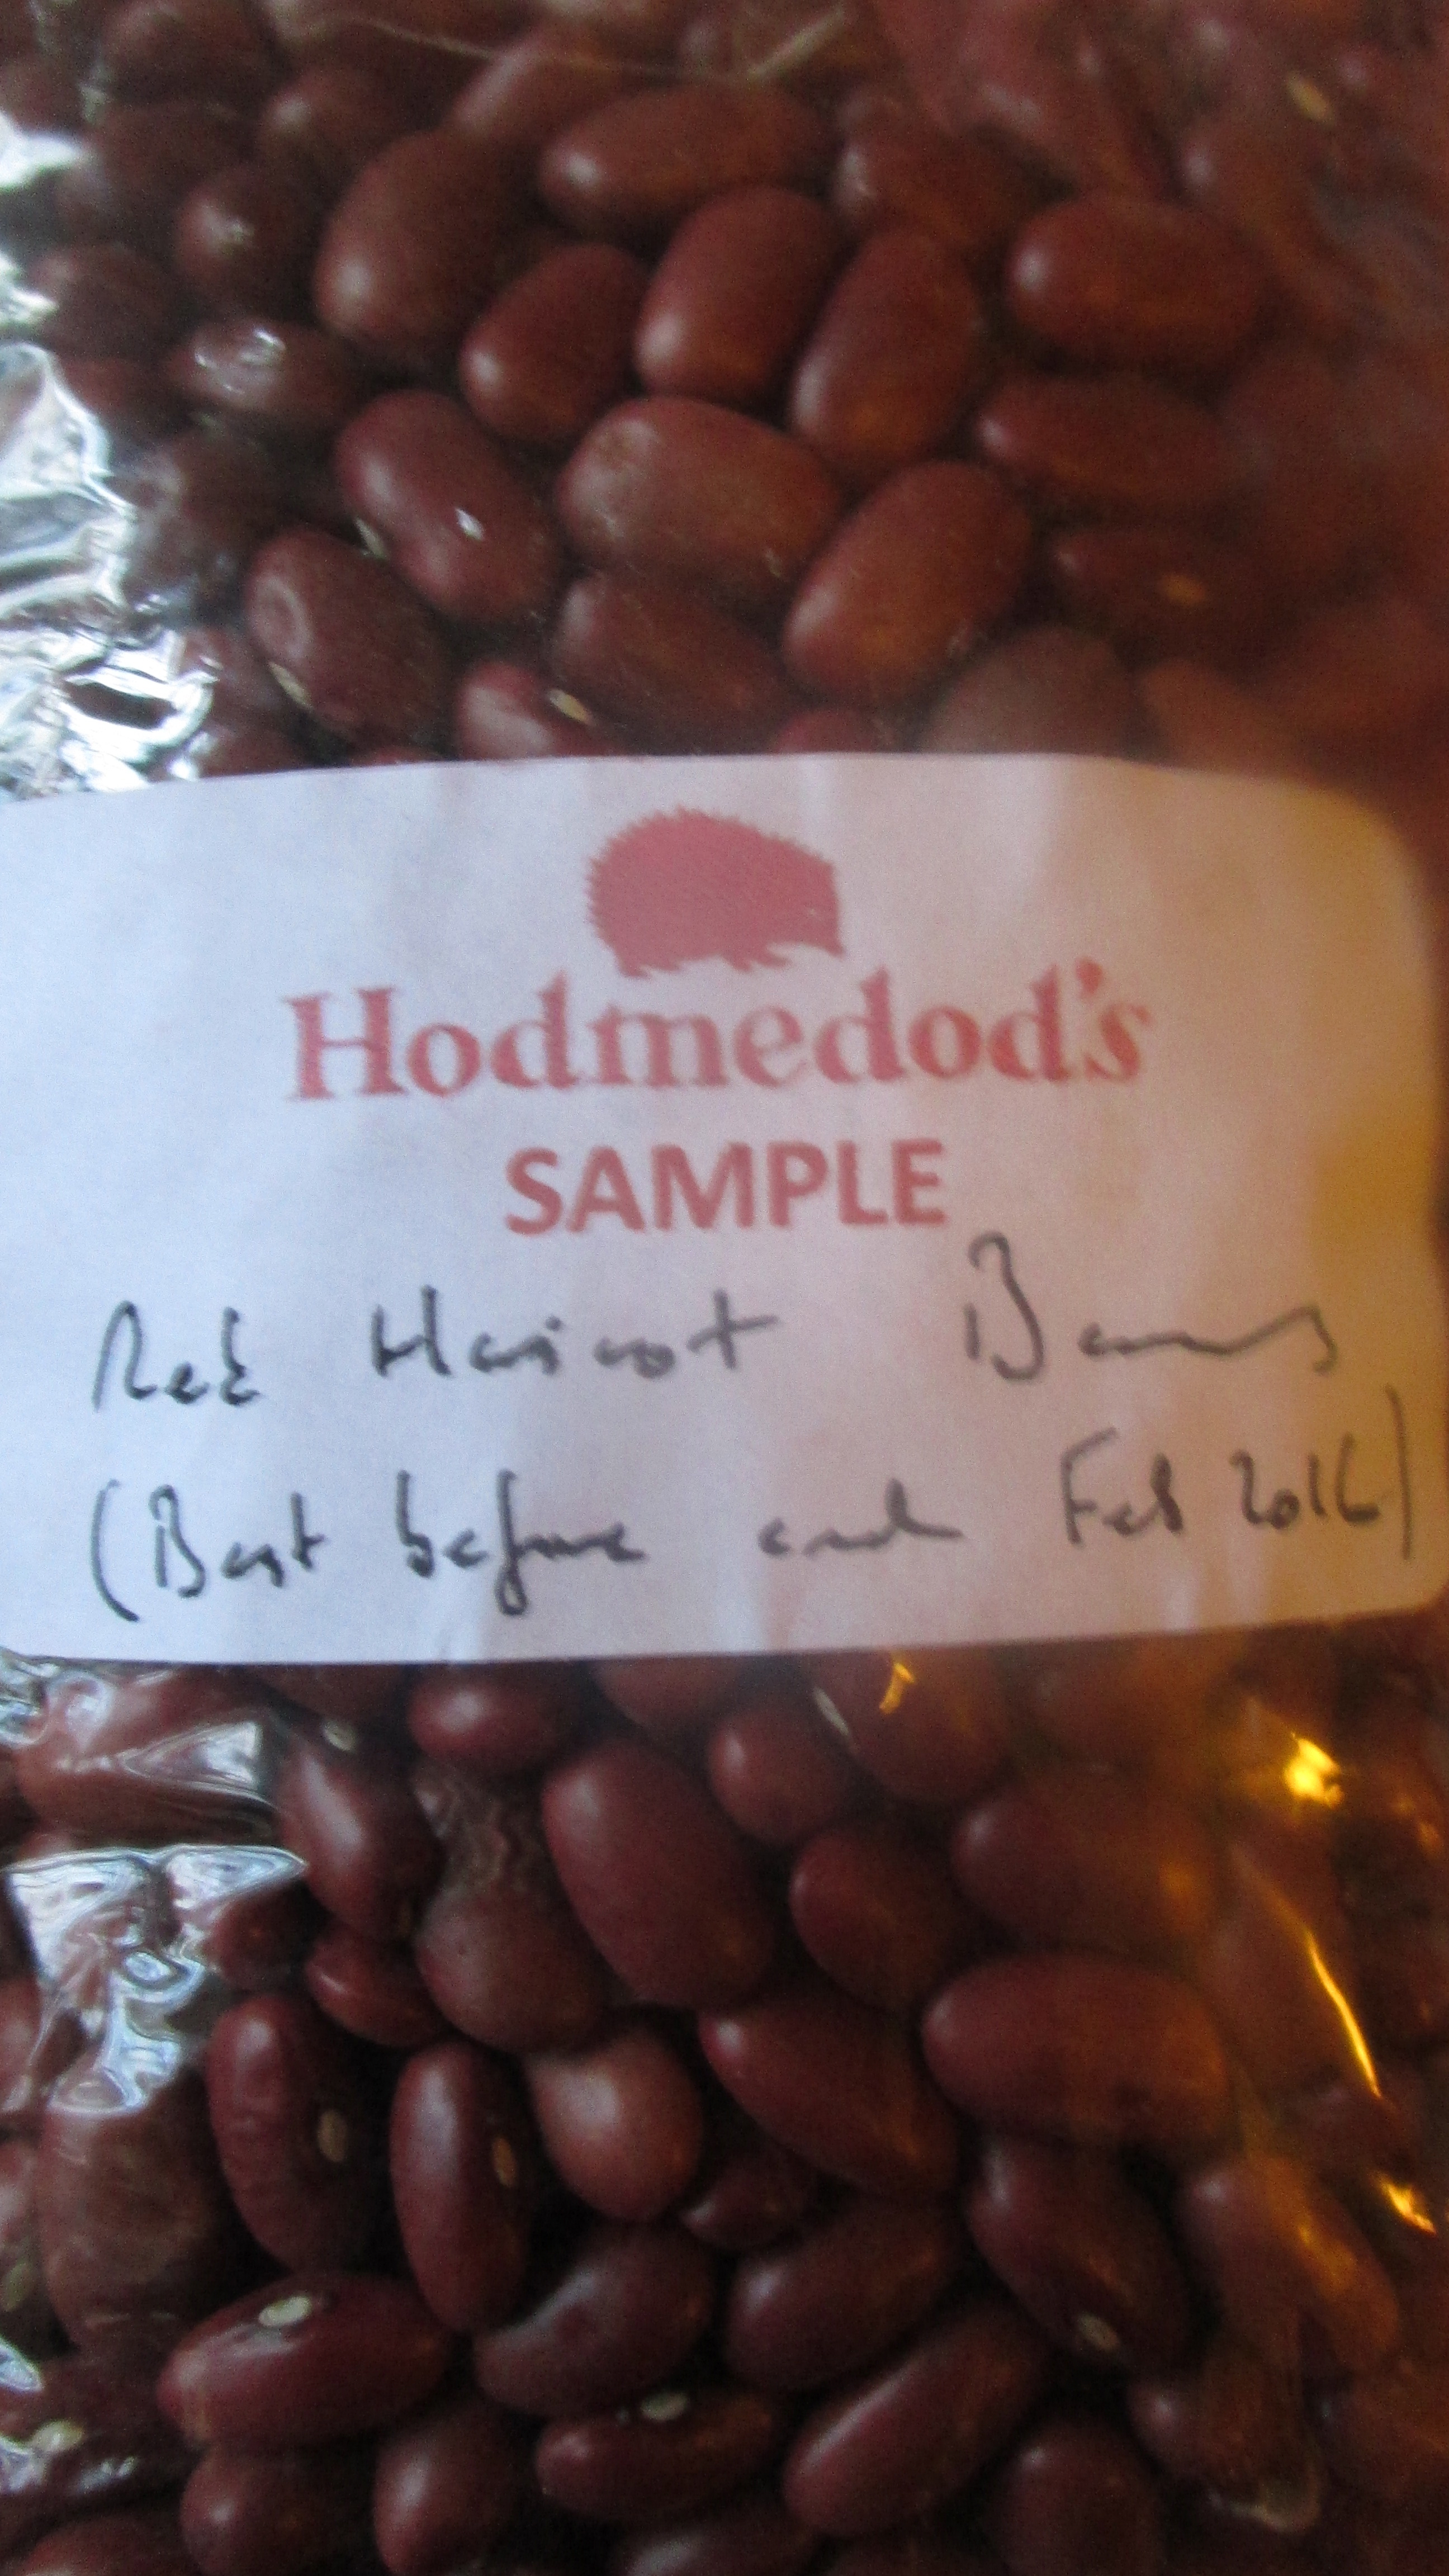 Hodmedod's
SAMPLE
Red Haricot Beans
(Best before end Feb 2016)